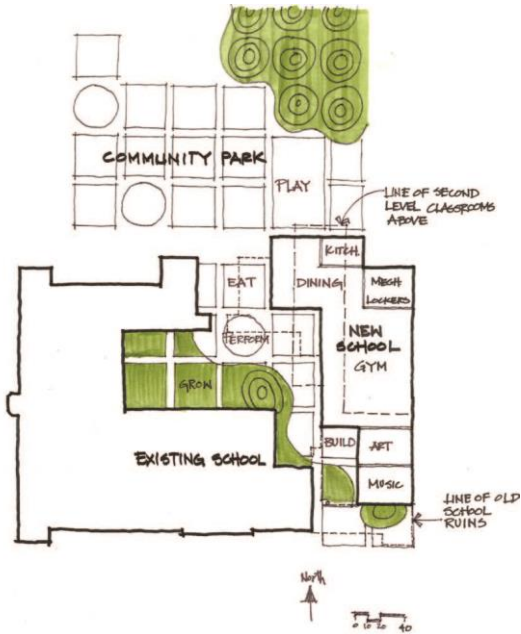 COMMUNITY PARK
PLAY
LINE OF SECOND
LEVEL CLASSROOMS
ABOVE
KITCH.
EAT
DINING
MECH
LOCKERS
PERFORM
NEW
SCHOOL
GYM
GROW
BUILD
ART
EXISTING SCHOOL
MUSIC
LINE OF OLD
SCHOOL
RUINS
North
0 10 20 40